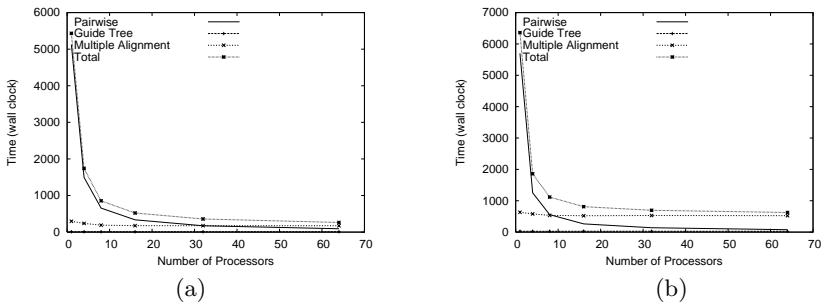 6000
5000
4000
3000
2000
1000
0
Time (wall clock)
Pairwise
Guide Tree
Multiple Alignment
Total
0 10 20 30 40 50 60 70
Number of Processors
(a)
7000
6000
5000
4000
3000
2000
1000
0
Time (wall clock)
Pairwise
Guide Tree
Multiple Alignment
Total
0 10 20 30 40 50 60 70
Number of Processors
(b)